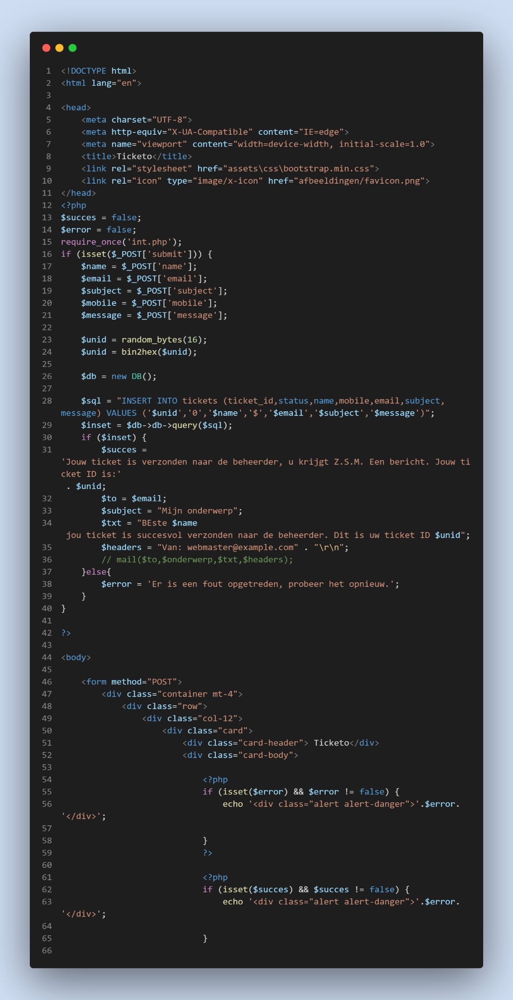 1 <!DOCTYPE html>
2 <html lang="en">
3
4 <head>
5     <meta charset="UTF-8">
6     <meta http-equiv="X-UA-Compatible" content="IE=edge">
7     <meta name="viewport" content="width=device-width, initial-scale=1.0">
8     <title>Ticketo</title>
9     <link rel="stylesheet" href="assets\css\bootstrap.min.css">
10     <link rel="icon" type="image/x-icon" href="afbeeldingen/favicon.png">
11 </head>
12 <?php
13 $succes = false;
14 $error = false;
15 require_once('int.php');
16 if (isset($_POST['submit'])) {
17     $name = $_POST['name'];
18     $email = $_POST['email'];
19     $subject = $_POST['subject'];
20     $mobile = $_POST['mobile'];
21     $message = $_POST['message'];
22
23     $unid = random_bytes(16);
24     $unid = bin2hex($unid);
25
26     $db = new DB();
27
28     $sql = "INSERT INTO tickets (ticket_id,status,name,mobile,email,subject,
message) VALUES ('$unid','0','$name','$','$email','$subject','$message')";
29     $inset = $db->db->query($sql);
30     if ($inset) {
31         $succes =
'Jouw ticket is verzonden naar de beheerder, u krijgt Z.S.M. Een bericht. Jouw ti
cket ID is:'
 . $unid;
32         $to = $email;
33         $subject = "Mijn onderwerp";
34         $txt = "BEste $name
 jou ticket is succesvol verzonden naar de beheerder. Dit is uw ticket ID $unid";
35         $headers = "Van: webmaster@example.com" . "\r\n";
36         // mail($to,$onderwerp,$txt,$headers);
37     }else{
38         $error = 'Er is een fout opgetreden, probeer het opnieuw.';
39     }
40 }
41
42 ?>
43
44 <body>
45
46     <form method="POST">
47         <div class="container mt-4">
48             <div class="row">
49                 <div class="col-12">
50                     <div class="card">
51                         <div class="card-header"> Ticketo</div>
52                         <div class="card-body">
53
54                             <?php
55                             if (isset($error) && $error != false) {
56                                 echo '<div class="alert alert-danger">'.$error.
'</div>';
57
58                             }
59                             ?>
60
61                             <?php
62                             if (isset($succes) && $succes != false) {
63                                 echo '<div class="alert alert-danger">'.$error.
'</div>';
64
65                             }
66